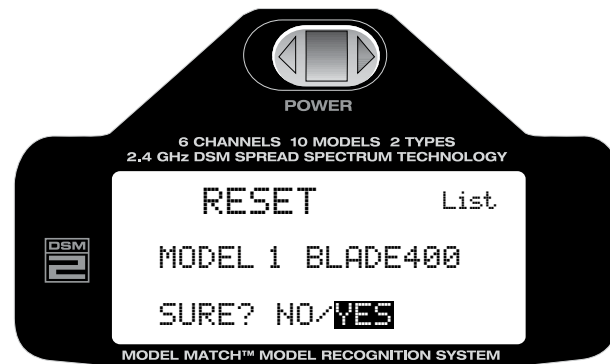 POWER
6 CHANNELS 10 MODELS 2 TYPES
2.4 GHz DSM SPREAD SPECTRUM TECHNOLOGY
RESET List
DSM
2
MODEL 1 BLADE400
SURE? NO/YES
MODEL MATCH™ MODEL RECOGNITION SYSTEM